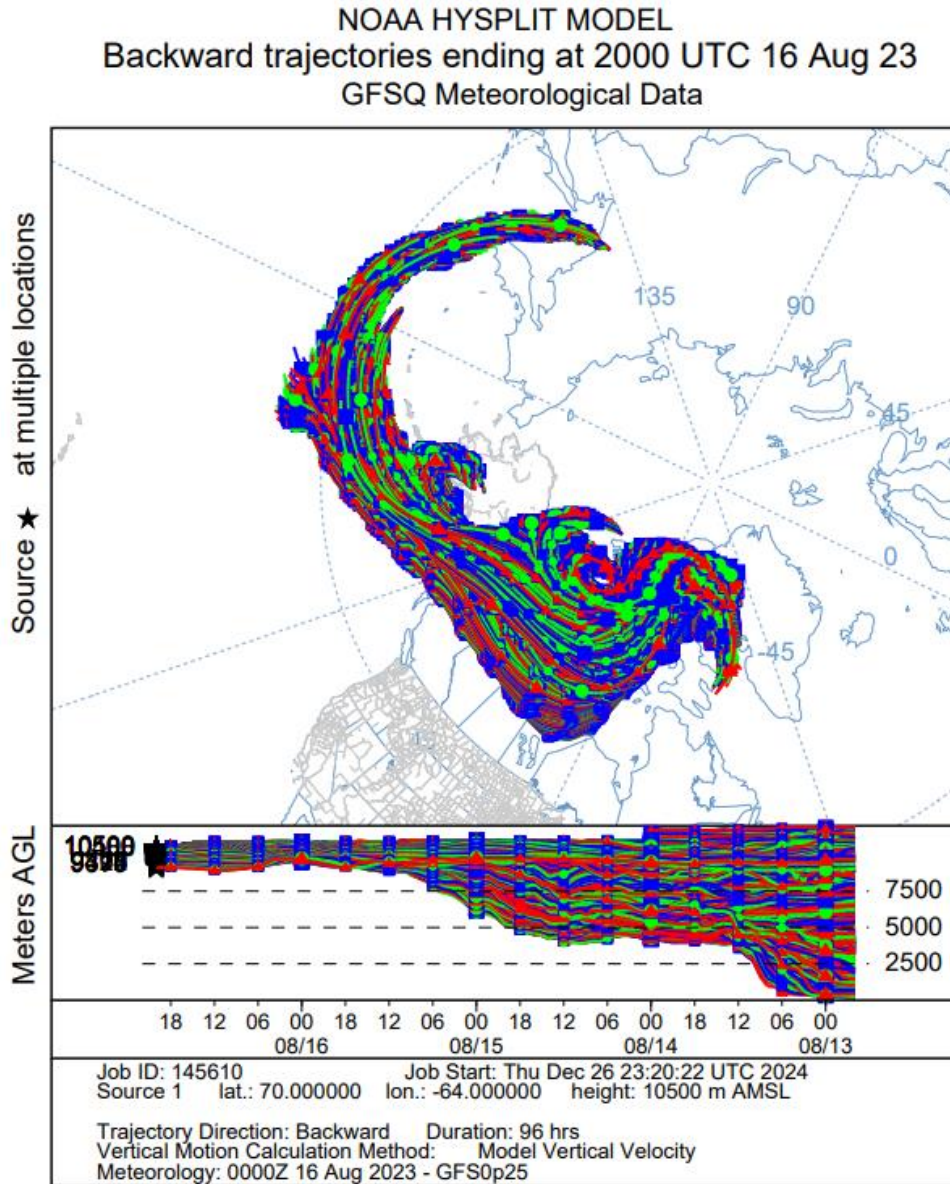 NOAA HYSPLIT MODEL
Backward trajectories ending at 2000 UTC 16 Aug 23
GFSQ Meteorological Data
Source ★ at multiple locations
135
90
45
0
-45
Meters AGL
10500
7500
5000
2500
18 12 06 00 18 12 06 00 18 12 06 00 18 12 06 00
08/16 08/15 08/14 08/13
Job ID: 145610 Job Start: Thu Dec 26 23:20:22 UTC 2024
Source 1 lat.: 70.000000 lon.: -64.000000 height: 10500 m AMSL
Trajectory Direction: Backward Duration: 96 hrs
Vertical Motion Calculation Method: Model Vertical Velocity
Meteorology: 0000Z 16 Aug 2023 - GFS0p25